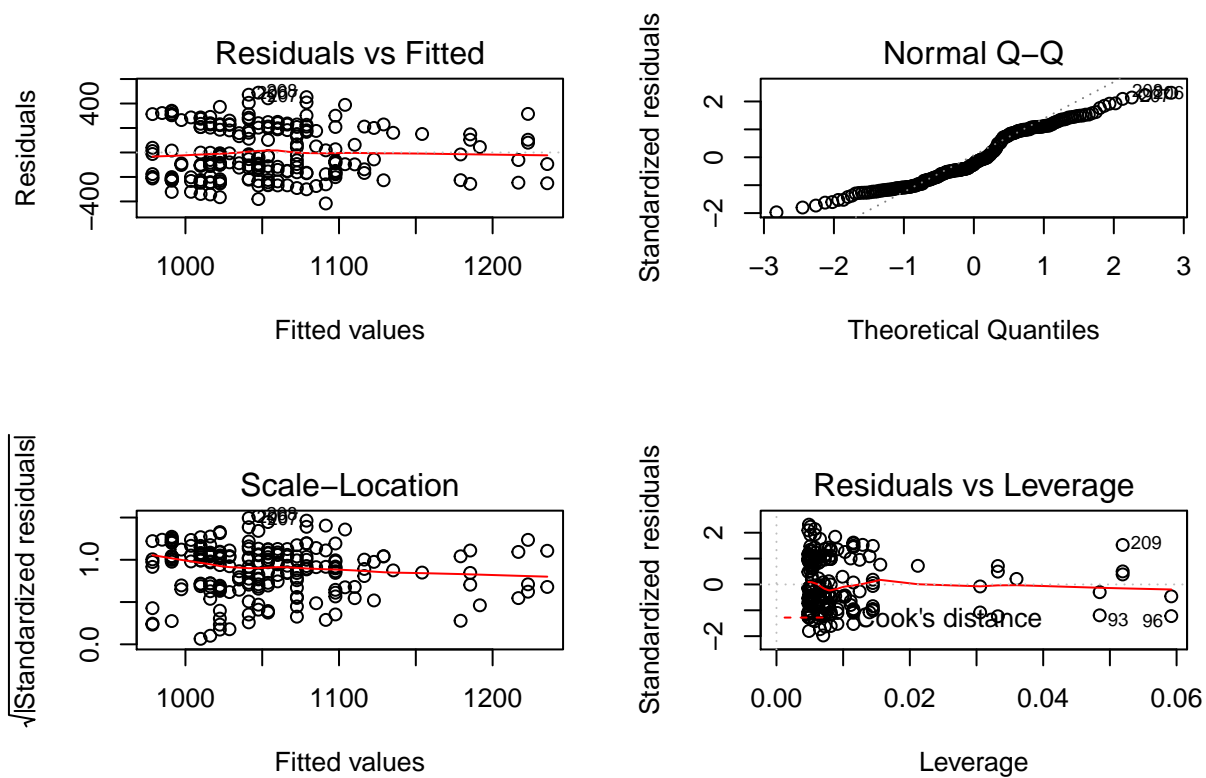 Residuals vs Fitted
Residuals
400
−400
1000
1100
1200
Fitted values
Normal Q−Q
Standardized residuals
2
0
−2
−3
−2
−1
0
1
2
3
Theoretical Quantiles
Scale−Location
√|Standardized residuals|
1.0
0.0
1000
1100
1200
Fitted values
Residuals vs Leverage
Standardized residuals
2
0
−2
209
93
96
Cook's distance
0.00
0.02
0.04
0.06
Leverage